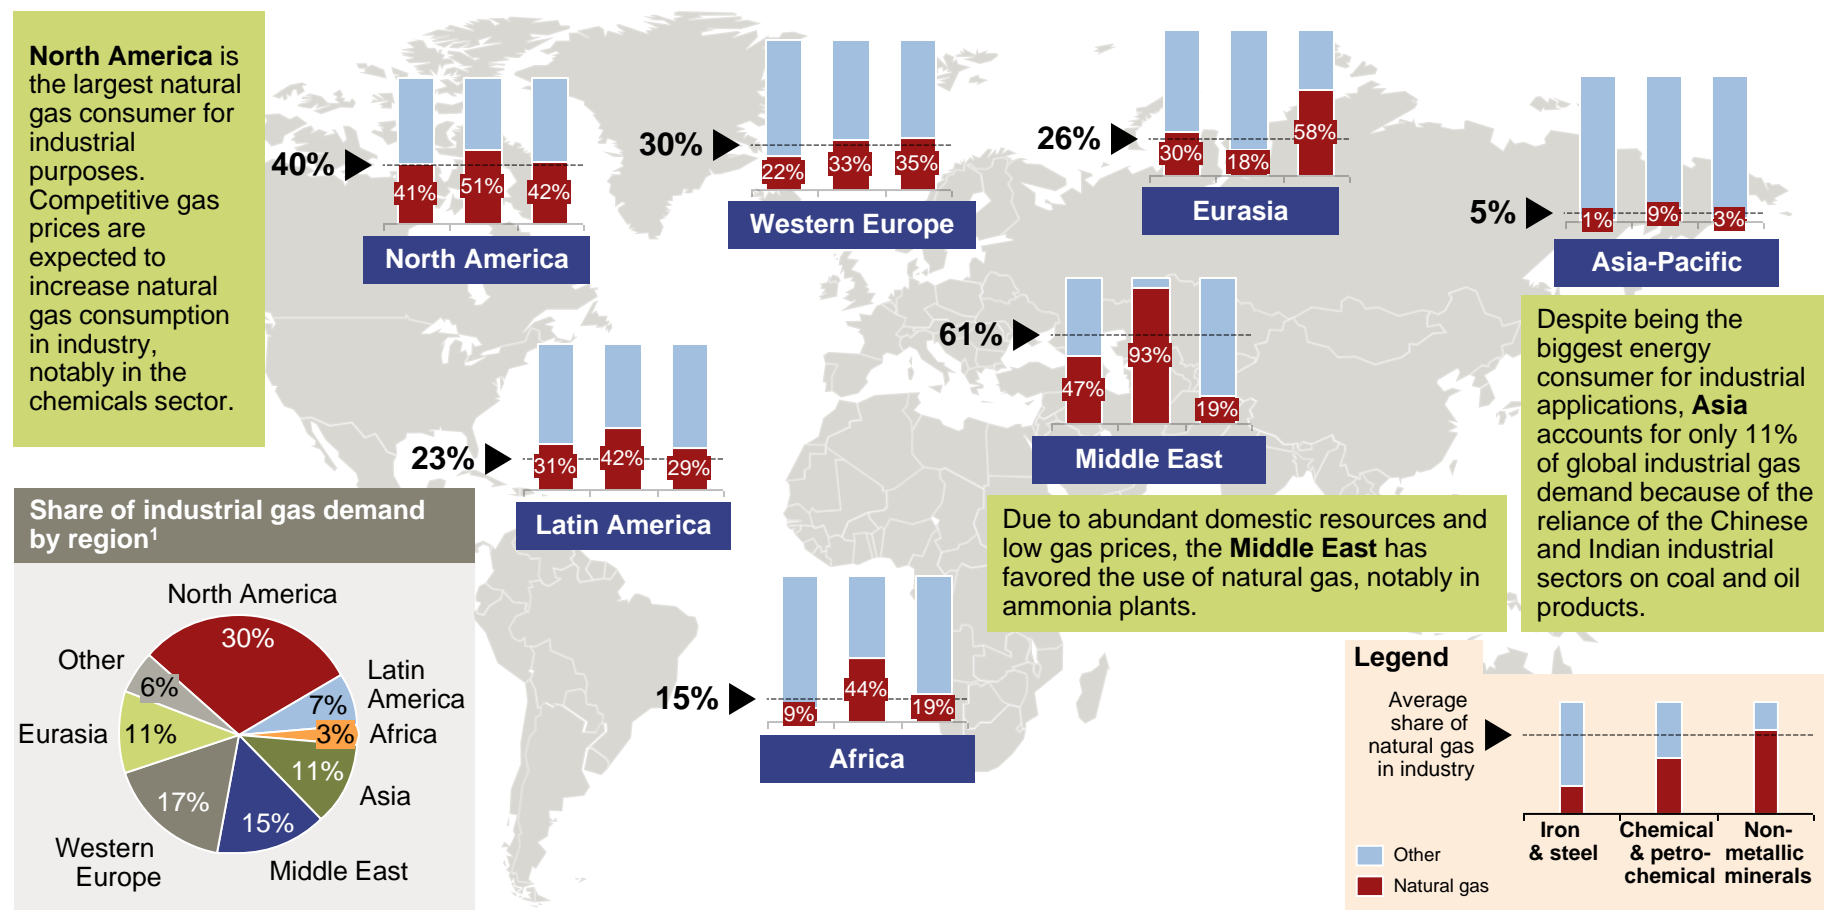 North America is
the largest natural
gas consumer for
industrial
purposes.
Competitive gas
prices are
expected to
increase natural
gas consumption
in industry,
notably in the
chemicals sector.
40%
41%
51%
42%
North America
30%
22%
33%
35%
Western Europe
26%
30%
18%
58%
Eurasia
5%
1%
9%
3%
Asia-Pacific
Despite being the
biggest energy
consumer for industrial
applications, Asia
accounts for only 11%
of global industrial gas
demand because of the
reliance of the Chinese
and Indian industrial
sectors on coal and oil
products.
61%
47%
93%
19%
Middle East
Due to abundant domestic resources and
low gas prices, the Middle East has
favored the use of natural gas, notably in
ammonia plants.
23%
31%
42%
29%
Latin America
15%
9%
44%
19%
Africa
Share of industrial gas demand
by region1
North America
30%
Other
6%
Latin
America
7%
Eurasia
11%
3%
Africa
11%
Asia
17%
15%
Western
Europe
Middle East
Legend
Average
share of
natural gas
in industry
Iron
& steel
Chemical
& petro-
chemical
Non-
metallic
minerals
Other
Natural gas